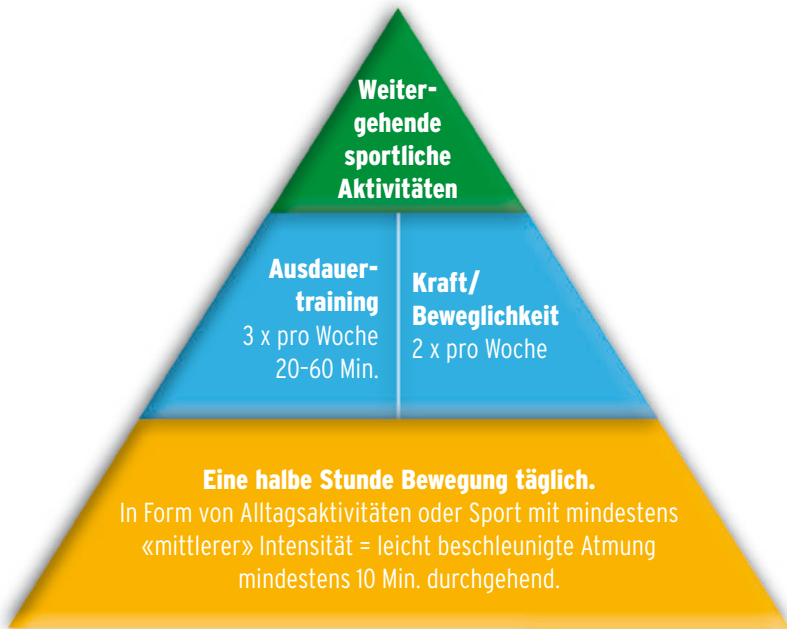 Weiter-
gehende
sportliche
Aktivitäten
Ausdauer-
training
3 x pro Woche
20-60 Min.
Kraft/
Beweglichkeit
2 x pro Woche
Eine halbe Stunde Bewegung täglich.
In Form von Alltagsaktivitäten oder Sport mit mindestens
«mittlerer» Intensität = leicht beschleunigte Atmung
mindestens 10 Min. durchgehend.